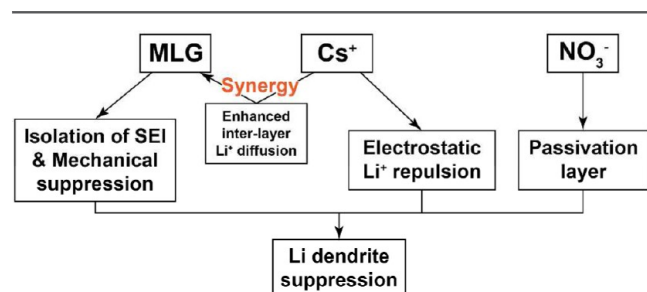 MLG
Cs⁺
NO₃⁻
Synergy
Isolation of SEI
& Mechanical
suppression
Enhanced
inter-layer
Li⁺ diffusion
Electrostatic
Li⁺ repulsion
Passivation
layer
Li dendrite
suppression